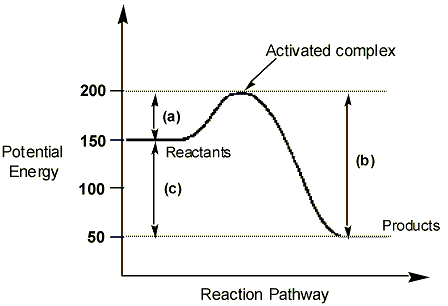 Activated complex
200
(a)
150
Reactants
Potential
Energy
(b)
100
(c)
Products
50
Reaction Pathway